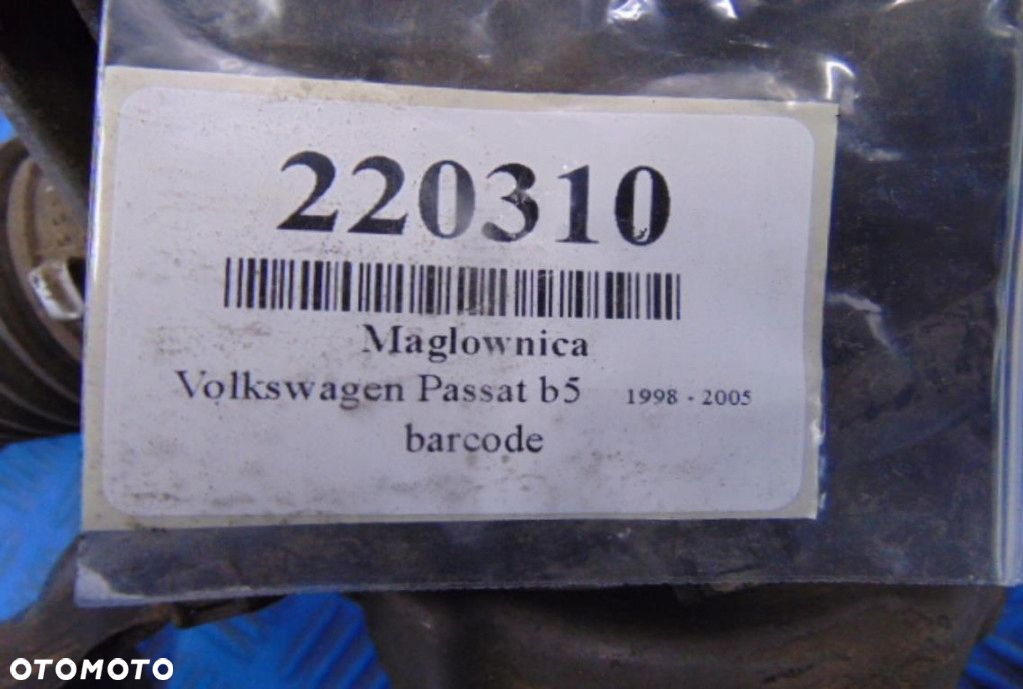 220310
Maglownica
Volkswagen Passat b5 1998 - 2005
barcode
OTOMOTO